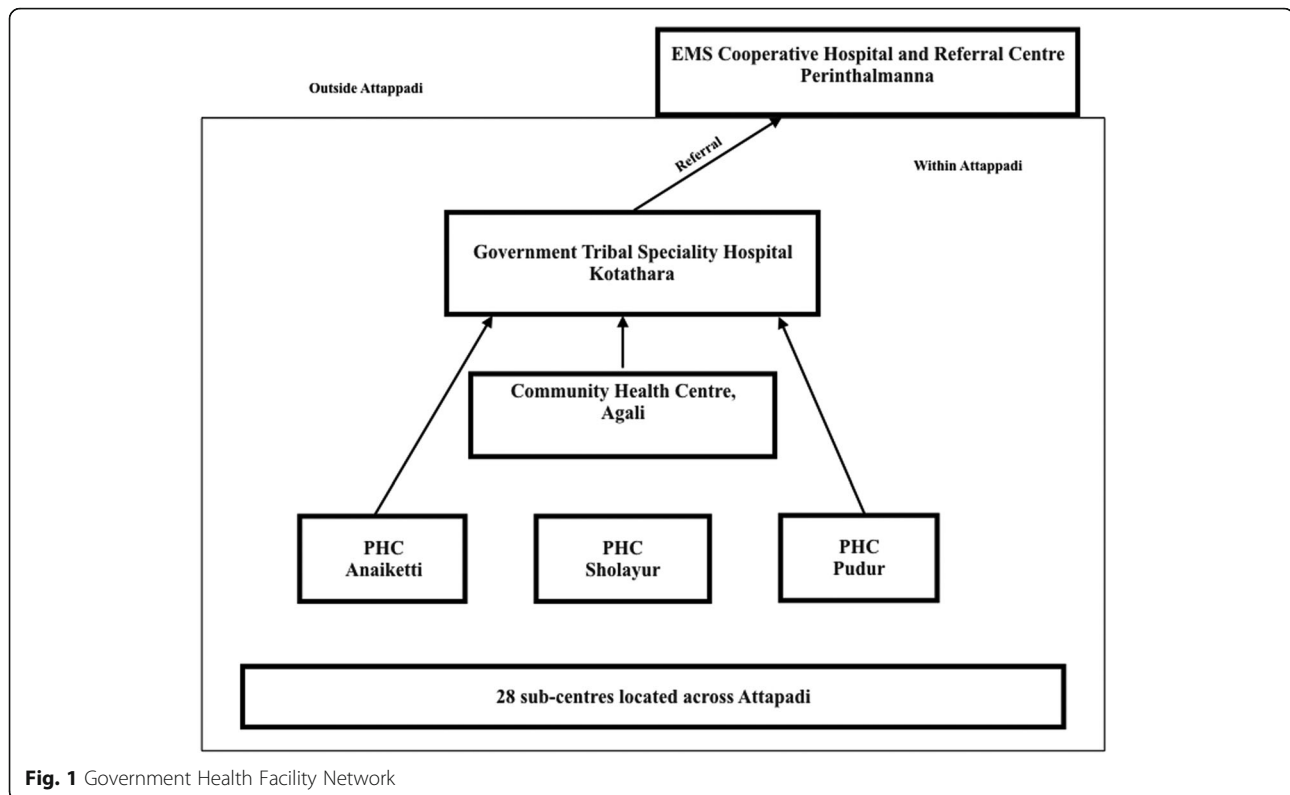 EMS Cooperative Hospital and Referral Centre
Perinthalmanna
Outside Attappadi
Referral
Within Attappadi
Government Tribal Speciality Hospital
Kotathara
Community Health Centre,
Agali
PHC
Anaiketti
PHC
Sholayur
PHC
Pudur
28 sub-centres located across Attapadi
Fig. 1 Government Health Facility Network